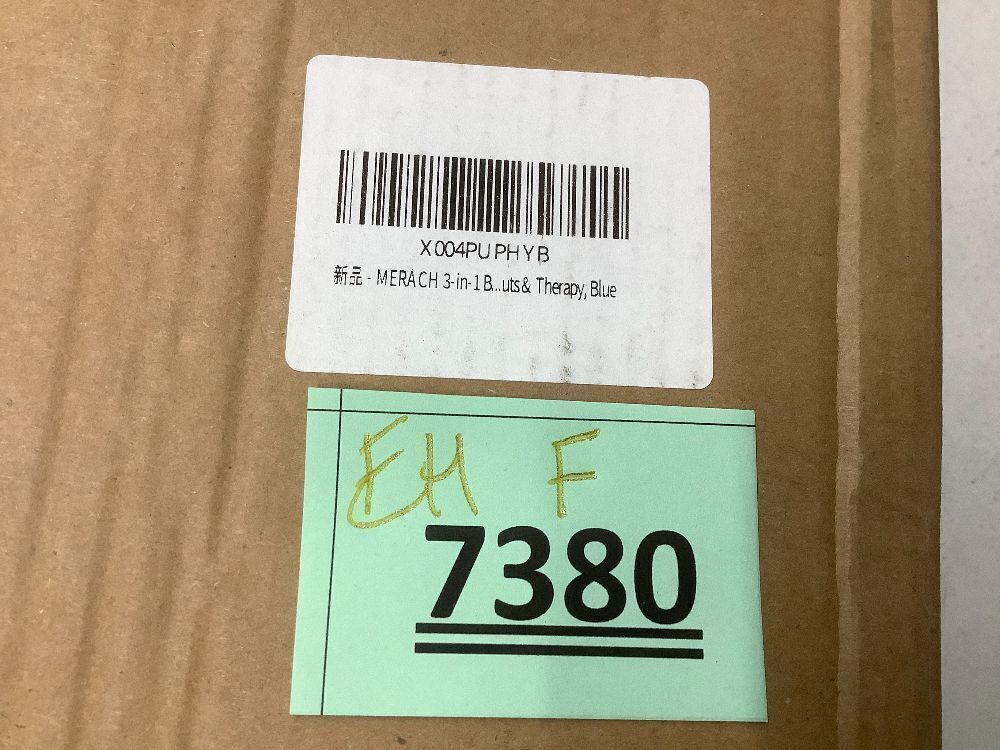 X004PUPHYB
新品 - MERACH 3-in-1 B...uts & Therapy, Blue
EH F
7380